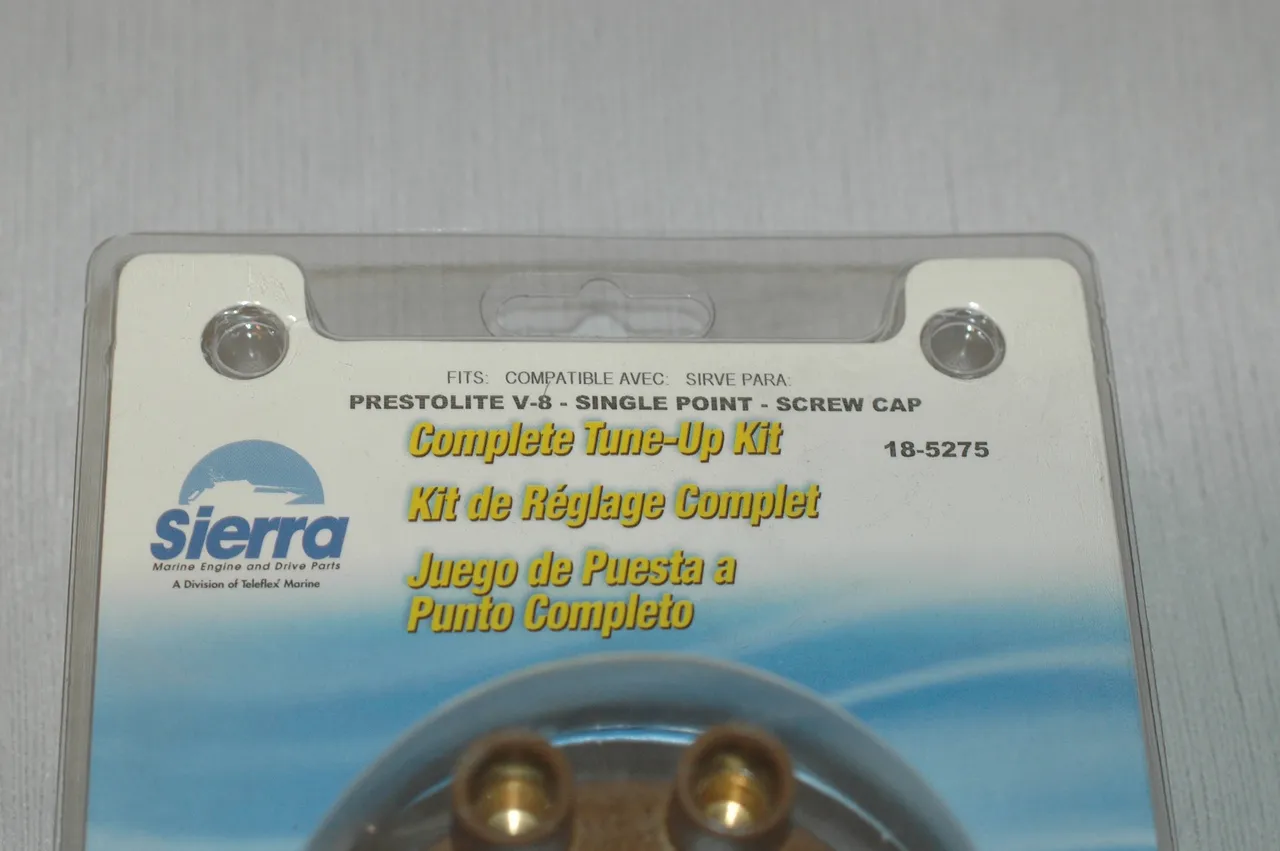 FITS: COMPATIBLE AVEC: SIRVE PARA:
PRESTOLITE V-8 - SINGLE POINT - SCREW CAP
Complete Tune-Up Kit
18-5275
Kit de Réglage Complet
Sierra
Marine Engine and Drive Parts
A Division of Teleflex® Marine
Juego de Puesta a
Punto Completo